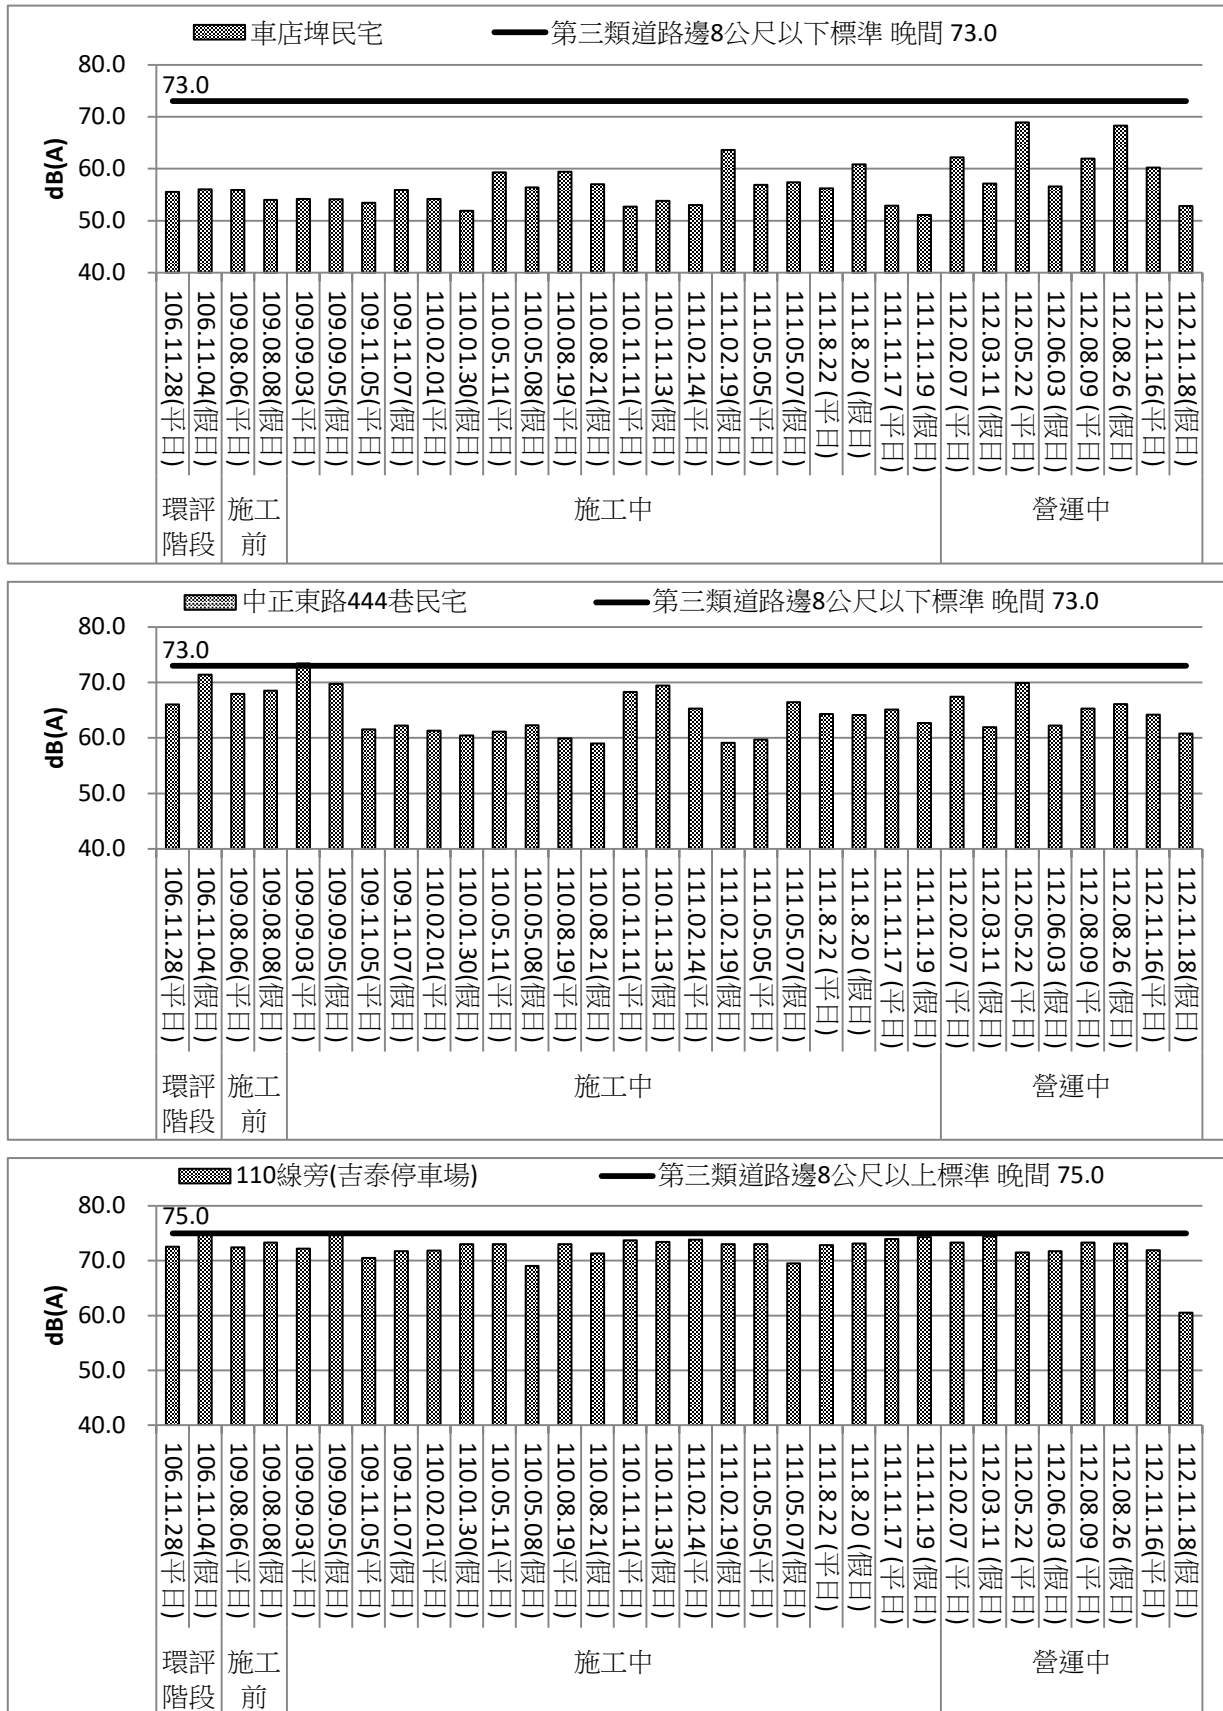 車店埤民宅 第三類道路邊8公尺以下標準 晚間 73.0
80.0
73.0
70.0
60.0
50.0
40.0
dB(A)
106.11.28(平日)
106.11.04(假日)
109.08.06(平日)
109.08.08(假日)
109.09.03(平日)
109.09.05(假日)
109.11.05(平日)
109.11.07(假日)
110.02.01(平日)
110.01.30(假日)
110.05.11(平日)
110.05.08(假日)
110.08.19(平日)
110.08.21(假日)
110.11.11(平日)
110.11.13(假日)
111.02.14(平日)
111.02.19(假日)
111.05.05(平日)
111.05.07(假日)
111.8.22 (平日)
111.8.20 (假日)
111.11.17 (平日)
111.11.19 (假日)
112.02.07 (平日)
112.03.11 (假日)
112.05.22 (平日)
112.06.03 (假日)
112.08.09 (平日)
112.08.26 (假日)
112.11.16(平日)
112.11.18(假日)
環評階段
施工前
施工中
營運中
中正東路444巷民宅 第三類道路邊8公尺以下標準 晚間 73.0
80.0
73.0
70.0
60.0
50.0
40.0
dB(A)
106.11.28(平日)
106.11.04(假日)
109.08.06(平日)
109.08.08(假日)
109.09.03(平日)
109.09.05(假日)
109.11.05(平日)
109.11.07(假日)
110.02.01(平日)
110.01.30(假日)
110.05.11(平日)
110.05.08(假日)
110.08.19(平日)
110.08.21(假日)
110.11.11(平日)
110.11.13(假日)
111.02.14(平日)
111.02.19(假日)
111.05.05(平日)
111.05.07(假日)
111.8.22 (平日)
111.8.20 (假日)
111.11.17 (平日)
111.11.19 (假日)
112.02.07 (平日)
112.03.11 (假日)
112.05.22 (平日)
112.06.03 (假日)
112.08.09 (平日)
112.08.26 (假日)
112.11.16(平日)
112.11.18(假日)
環評階段
施工前
施工中
營運中
110線旁(吉泰停車場) 第三類道路邊8公尺以上標準 晚間 75.0
80.0
75.0
70.0
60.0
50.0
40.0
dB(A)
106.11.28(平日)
106.11.04(假日)
109.08.06(平日)
109.08.08(假日)
109.09.03(平日)
109.09.05(假日)
109.11.05(平日)
109.11.07(假日)
110.02.01(平日)
110.01.30(假日)
110.05.11(平日)
110.05.08(假日)
110.08.19(平日)
110.08.21(假日)
110.11.11(平日)
110.11.13(假日)
111.02.14(平日)
111.02.19(假日)
111.05.05(平日)
111.05.07(假日)
111.8.22 (平日)
111.8.20 (假日)
111.11.17 (平日)
111.11.19 (假日)
112.02.07 (平日)
112.03.11 (假日)
112.05.22 (平日)
112.06.03 (假日)
112.08.09 (平日)
112.08.26 (假日)
112.11.16(平日)
112.11.18(假日)
環評階段
施工前
施工中
營運中